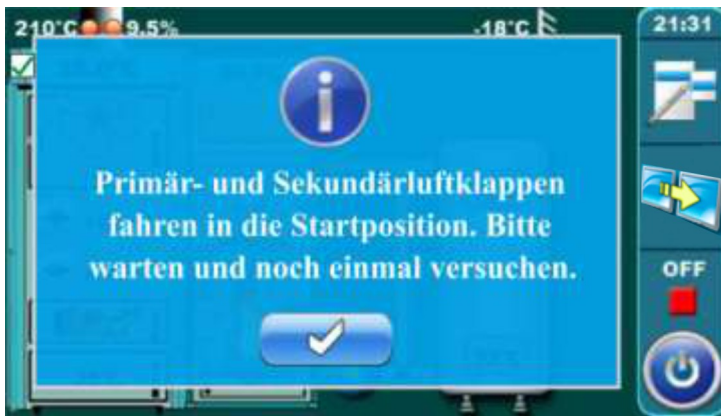 210°C 9.5% -18°C 21:31
Primär- und Sekundärluftklappen
fahren in die Startposition. Bitte
warten und noch einmal versuchen.
OFF